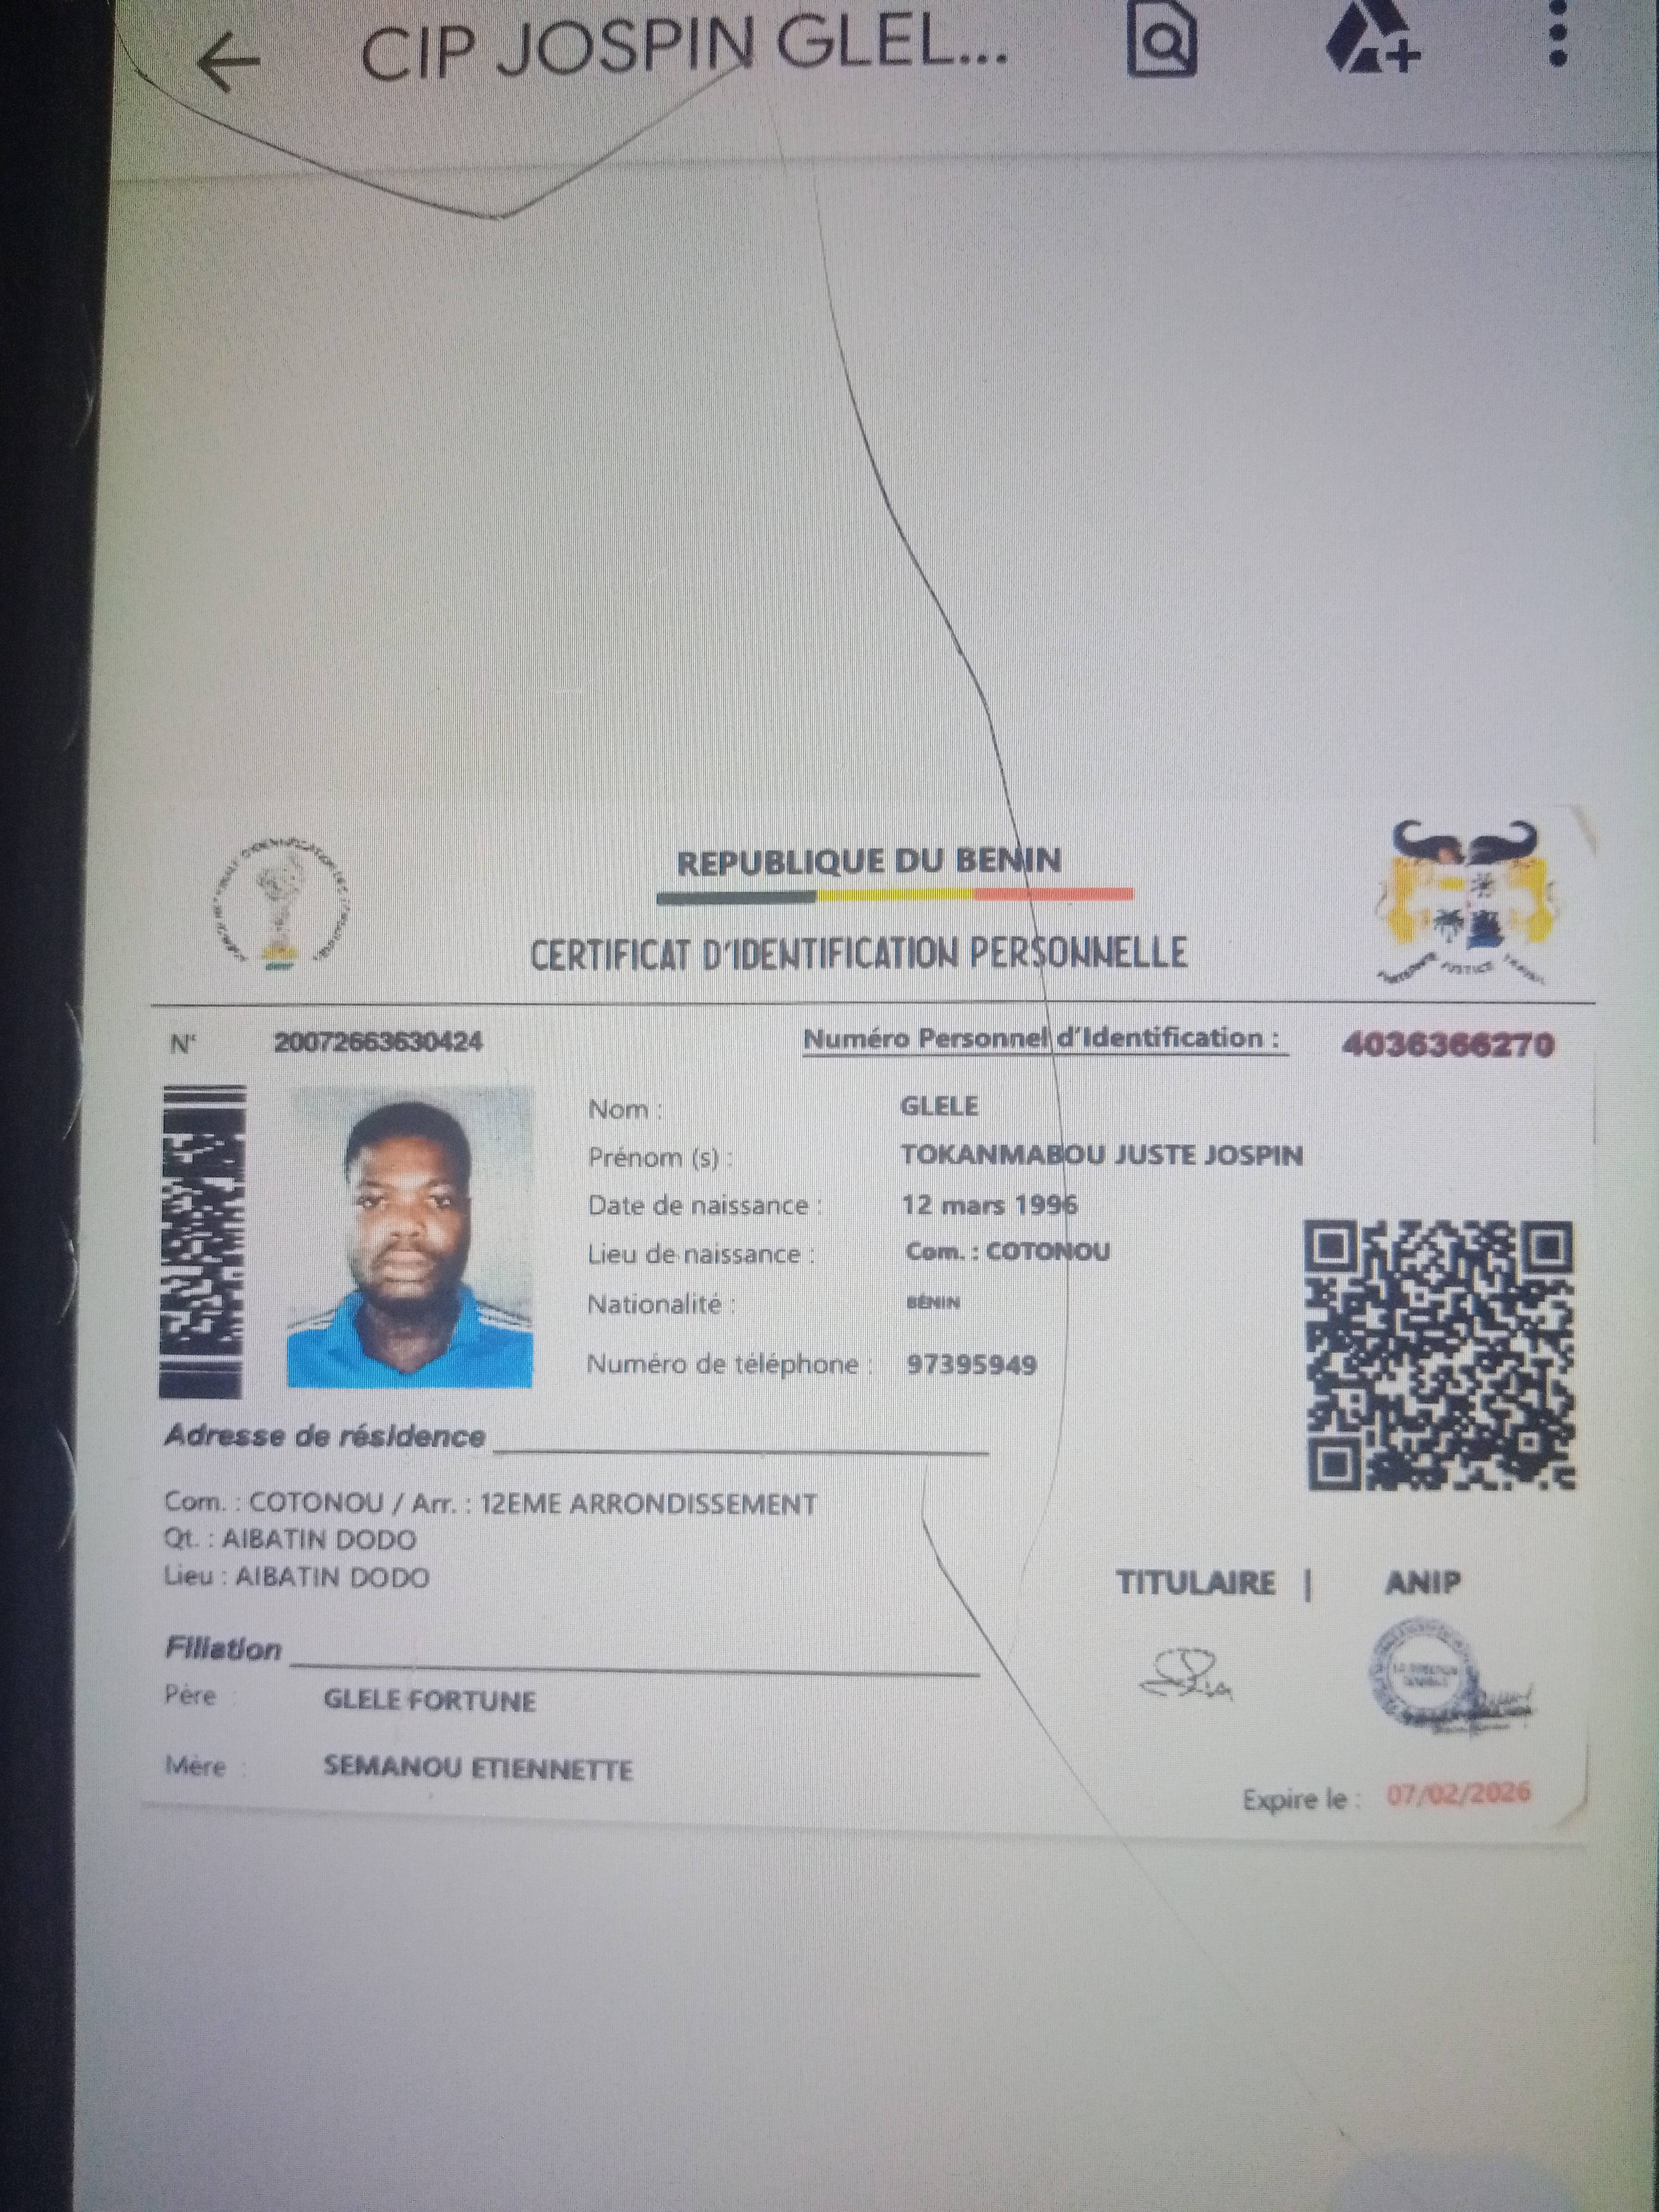 CIP JOSPIN GLEL...
REPUBLIQUE DU BENIN
CERTIFICAT D'IDENTIFICATION PERSONNELLE
JUSTICE
N° 20072663630424 Numéro Personnel d'Identification : 4036366270
Nom : GLELE
Prénom (s) : TOKANMABOU JUSTE JOSPIN
Date de naissance : 12 mars 1996
Lieu de naissance : Com. : COTONOU
Nationalité : BÉNIN
Numéro de téléphone : 97395949
Adresse de résidence
Com. : COTONOU / Arr. : 12EME ARRONDISSEMENT
Qt. : AIBATIN DODO
Lieu : AIBATIN DODO
TITULAIRE | ANIP
Filiation
Père : GLELE FORTUNE
Mère : SEMANOU ETIENNETTE
Expire le : 07/02/2026